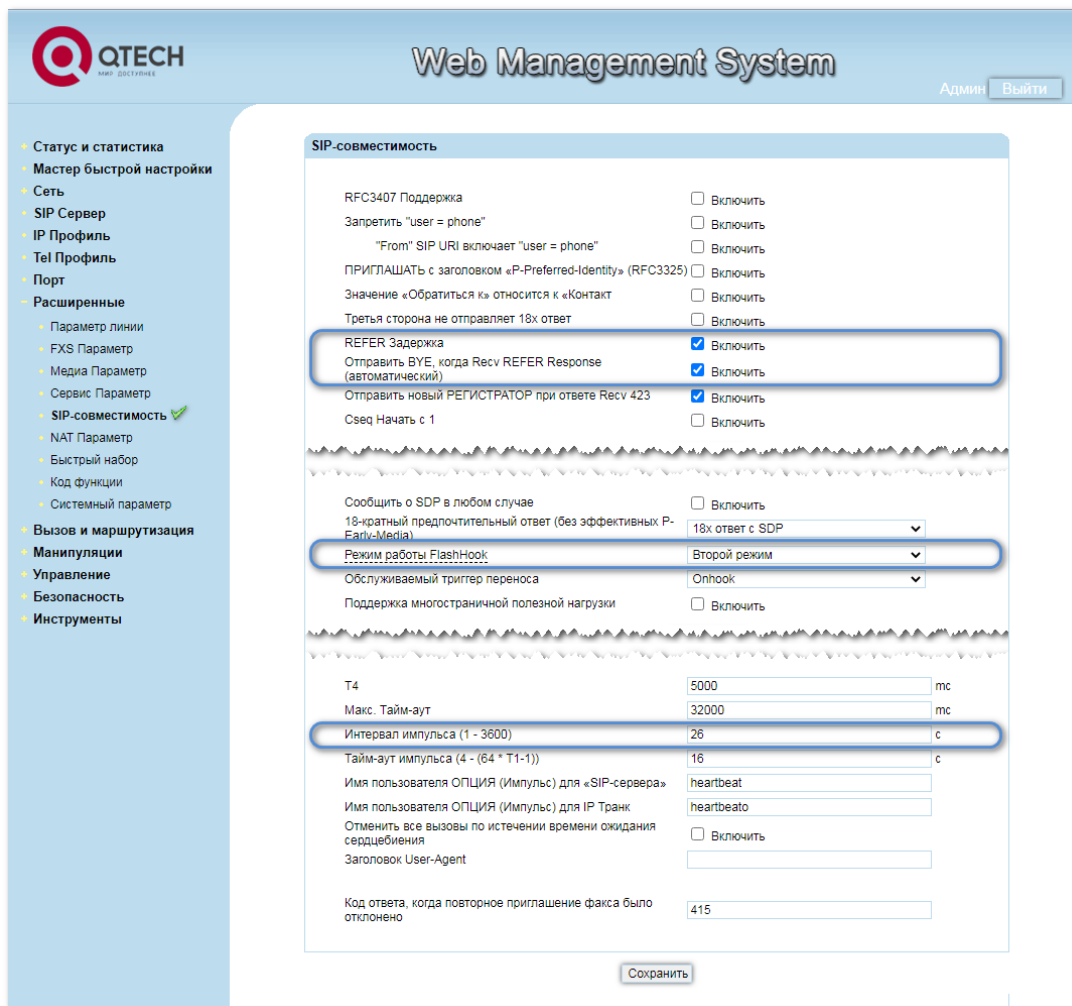 QTECH
МИР ДОСТУПНЕЕ
Web Management System
Админ Выйти
Статус и статистика
Мастер быстрой настройки
Сеть
SIP Сервер
IP Профиль
Tel Профиль
Порт
Расширенные
Параметр линии
FXS Параметр
Медиа Параметр
Сервис Параметр
SIP-совместимость
NAT Параметр
Быстрый набор
Код функции
Системный параметр
Вызов и маршрутизация
Манипуляции
Управление
Безопасность
Инструменты
SIP-совместимость
RFC3407 Поддержка Включить
Запретить "user = phone" Включить
"From" SIP URI включает "user = phone" Включить
ПРИГЛАШАТЬ с заголовком «P-Preferred-Identity» (RFC3325) Включить
Значение «Обратиться к» относится к «Контакт Включить
Третья сторона не отправляет 18x ответ Включить
REFER Задержка Включить
Отправить BYE, когда Recv REFER Response
(автоматический) Включить
Отправить новый РЕГИСТРАТОР при ответе Recv 423 Включить
Cseq Начать с 1 Включить
Сообщить о SDP в любом случае Включить
18-кратный предпочтительный ответ (без эффективных P-
Early-Media) 18x ответ с SDP
Режим работы FlashHook Второй режим
Обслуживаемый триггер переноса Onhook
Поддержка многостраничной полезной нагрузки Включить
T4 5000 mc
Макс. Тайм-аут 32000 mc
Интервал импульса (1 - 3600) 26 c
Тайм-аут импульса (4 - (64 * T1-1)) 16 c
Имя пользователя ОПЦИЯ (Импульс) для «SIP-сервера» heartbeat
Имя пользователя ОПЦИЯ (Импульс) для IP Транк heartbeato
Отменить все вызовы по истечении времени ожидания
сердцебиения Включить
Заголовок User-Agent
Код ответа, когда повторное приглашение факса было
отклонено 415
Сохранить